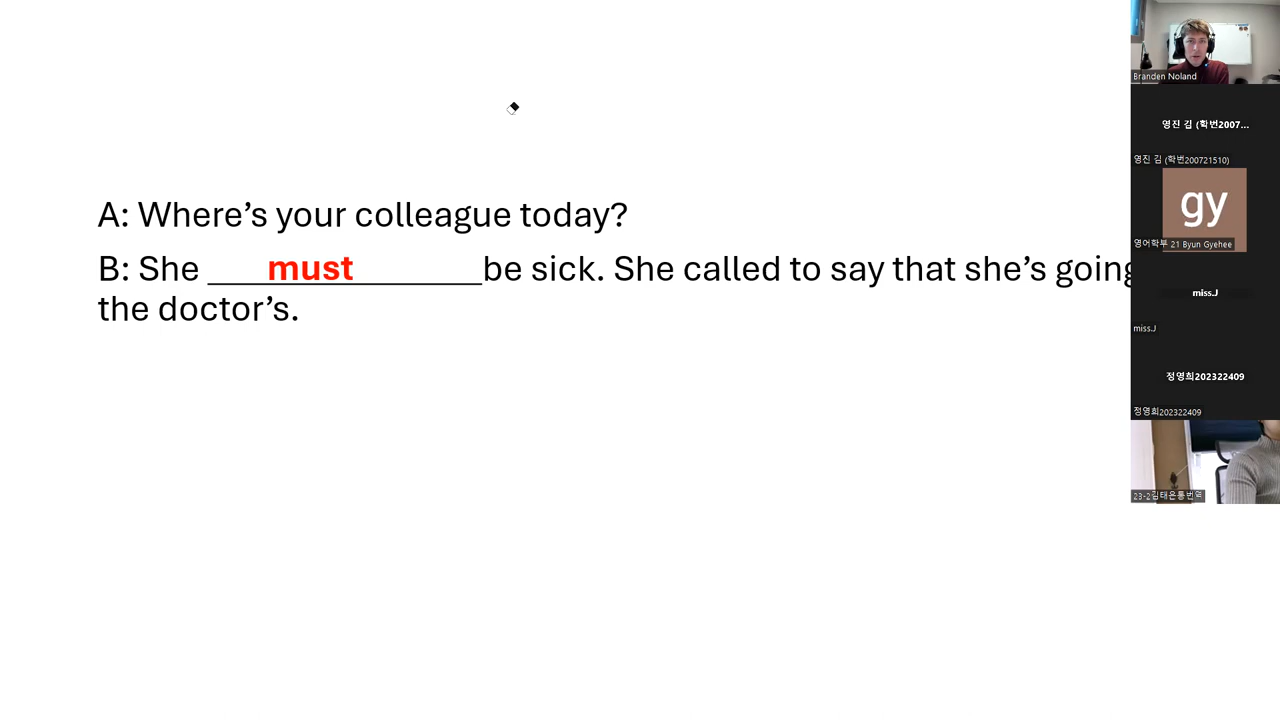 A: Where’s your colleague today?
B: She ____must____be sick. She called to say that she’s going
the doctor’s.
Branden Noland
영진 김 (학번2007...
영진 김 (학번200721510)
gy
영어학부 21 Byun Gyehee
miss.J
miss.J
정영희202322409
정영희202322409
23-2김태은통번역